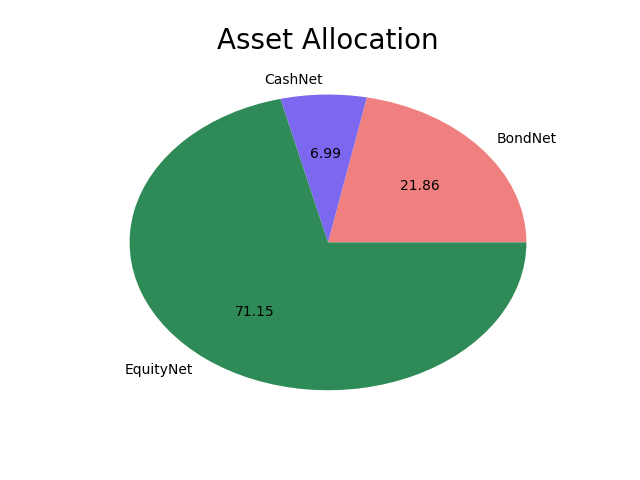 Asset Allocation
CashNet
BondNet
6.99
21.86
71.15
EquityNet